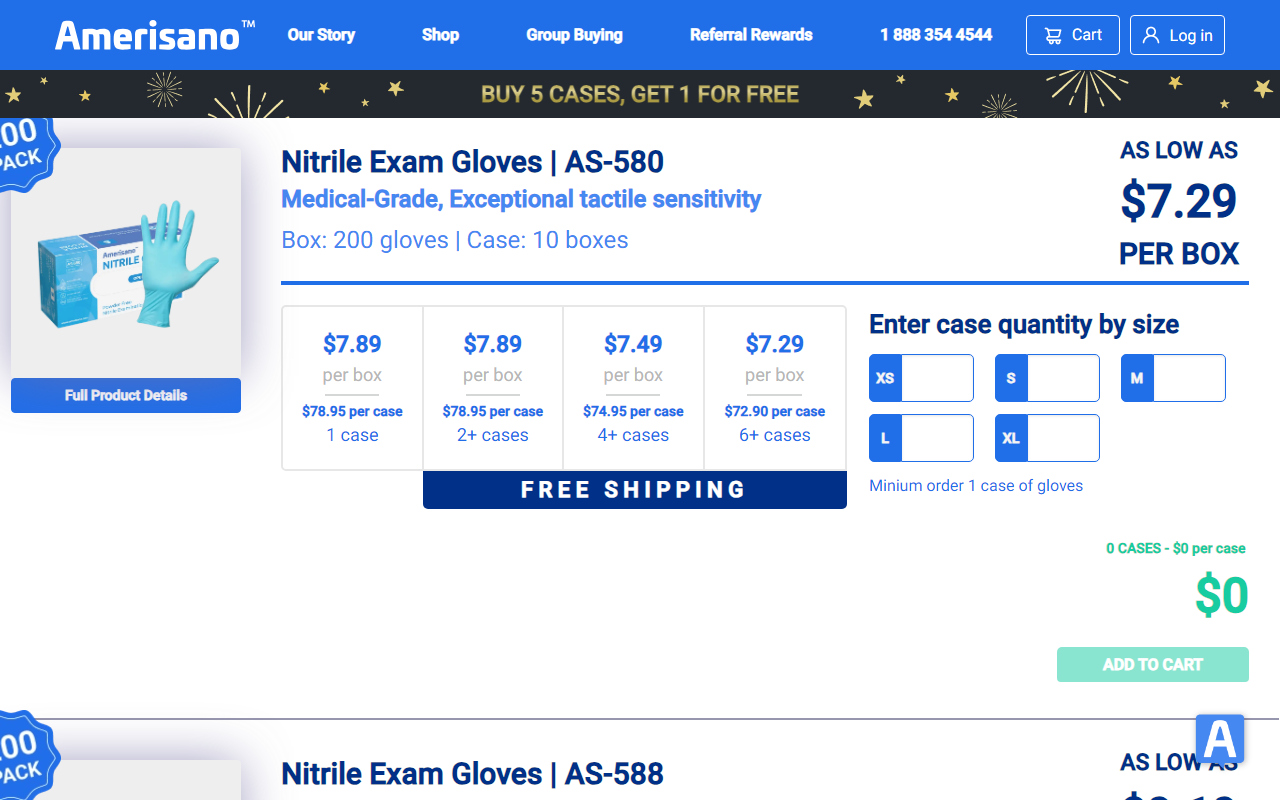 Amerisano™ Our Story Shop Group Buying Referral Rewards 1 888 354 4544 Cart Log in
BUY 5 CASES, GET 1 FOR FREE
Nitrile Exam Gloves | AS-580
Medical-Grade, Exceptional tactile sensitivity
Box: 200 gloves | Case: 10 boxes
AS LOW AS
$7.29
PER BOX
Amerisano
Full Product Details
$7.89 $7.89 $7.49 $7.29
per box per box per box per box
$78.95 per case $78.95 per case $74.95 per case $72.90 per case
1 case 2+ cases 4+ cases 6+ cases
FREE SHIPPING
Enter case quantity by size
XS S M
L XL
Minium order 1 case of gloves
0 CASES - $0 per case
$0
ADD TO CART
Nitrile Exam Gloves | AS-588
AS LOW AS
A